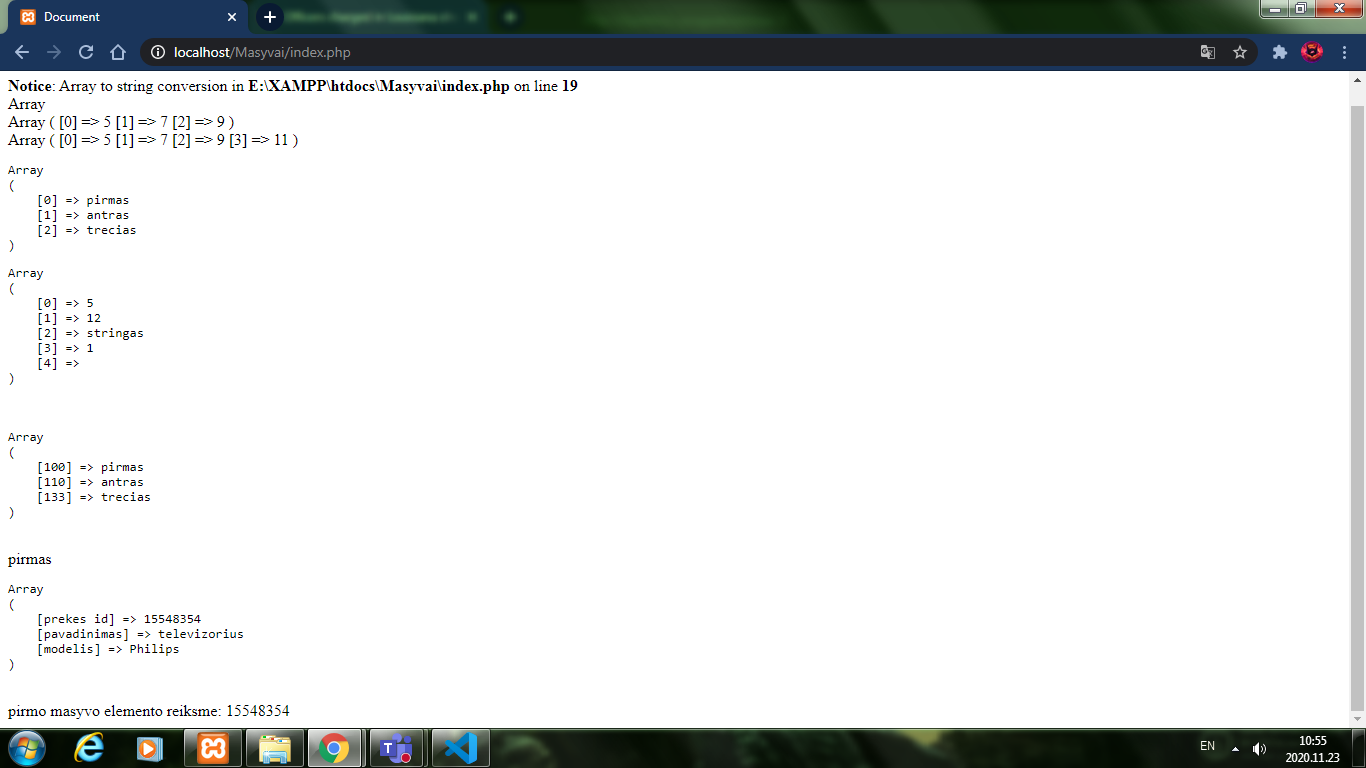 Document
localhost/Masyvai/index.php
Notice: Array to string conversion in E:\XAMPP\htdocs\Masyvai\index.php on line 19
Array
Array ( [0] => 5 [1] => 7 [2] => 9 )
Array ( [0] => 5 [1] => 7 [2] => 9 [3] => 11 )
Array
(
    [0] => pirmas
    [1] => antras
    [2] => trecias
)
Array
(
    [0] => 5
    [1] => 12
    [2] => stringas
    [3] => 1
    [4] =>
)
Array
(
    [100] => pirmas
    [110] => antras
    [133] => trecias
)
pirmas
Array
(
    [prekes id] => 15548354
    [pavadinimas] => televizorius
    [modelis] => Philips
)
pirmo masyvo elemento reiksme: 15548354
EN
10:55
2020.11.23